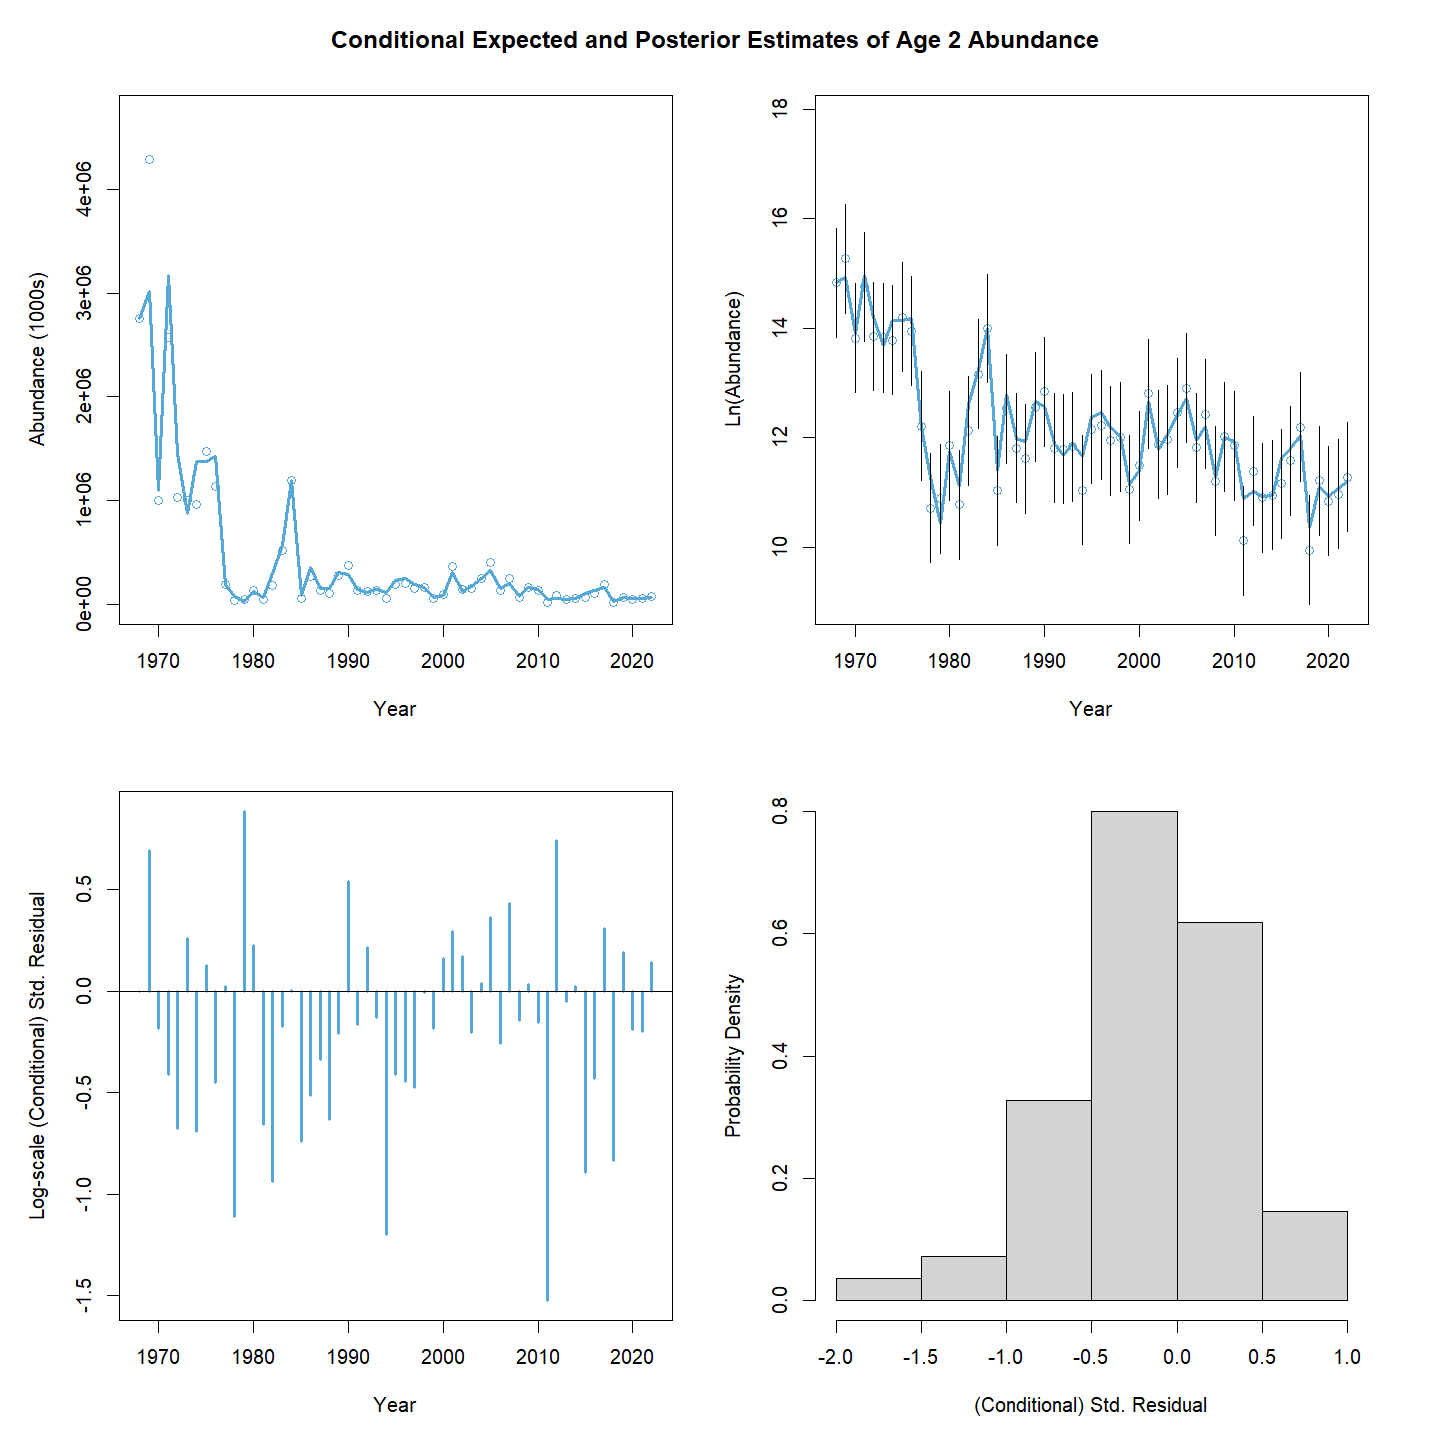 Conditional Expected and Posterior Estimates of Age 2 Abundance
Abundance (1000s)
4e+06
3e+06
2e+06
1e+06
0e+00
1970 1980 1990 2000 2010 2020
Year
Ln(Abundance)
18
16
14
12
10
1970 1980 1990 2000 2010 2020
Year
Log-scale (Conditional) Std. Residual
0.5
0.0
-0.5
-1.0
-1.5
1970 1980 1990 2000 2010 2020
Year
Probability Density
0.8
0.6
0.4
0.2
0.0
-2.0 -1.5 -1.0 -0.5 0.0 0.5 1.0
(Conditional) Std. Residual